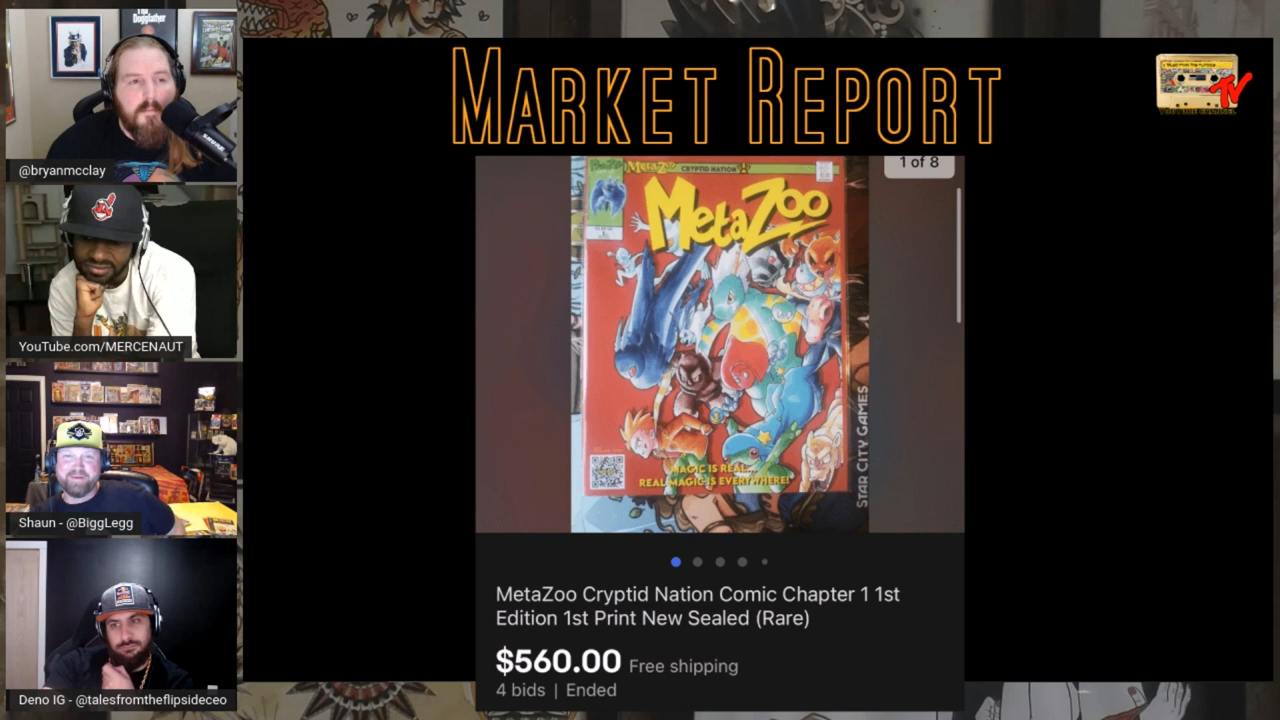 MARKET REPORT
TV
@bryanmcclay
YouTube.com/MERCENAUT
Shaun - @BiggLegg
Deno IG - @talesfromtheflipsideceo
1 of 8
MetaZoo
CRYPTID NATION
MetaZoo
MAGIC IS REAL...
REAL MAGIC IS EVERYWHERE!
STAR CITY GAMES
MetaZoo Cryptid Nation Comic Chapter 1 1st
Edition 1st Print New Sealed (Rare)
$560.00 Free shipping
4 bids | Ended